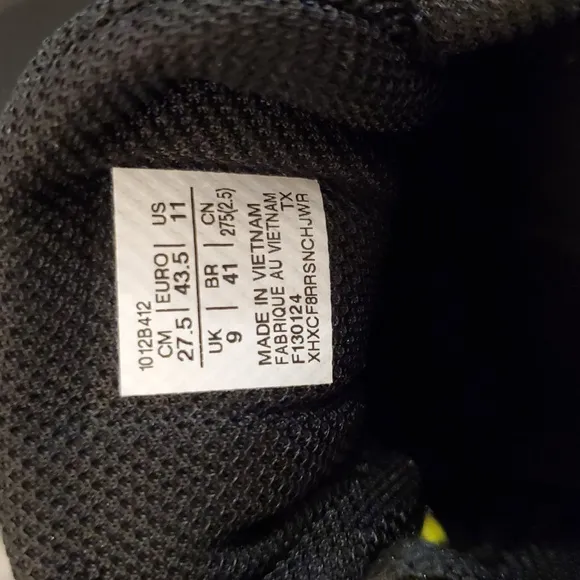 1012B412
CM | EURO | US
27.5 | 43.5 | 11
UK | BR | CN
9 | 41 | 275(2.5)
MADE IN VIETNAM
FABRIQUE AU VIETNAM
F130124 TX
XHXCF8RRSNCHJWR